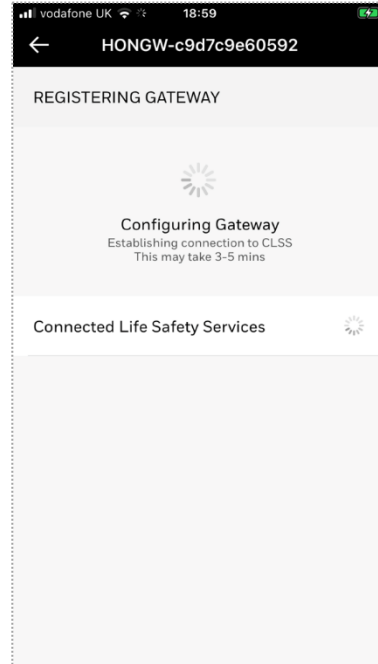 vodafone UK 18:59
HONGW-c9d7c9e60592
REGISTERING GATEWAY
Configuring Gateway
Establishing connection to CLSS
This may take 3-5 mins
Connected Life Safety Services